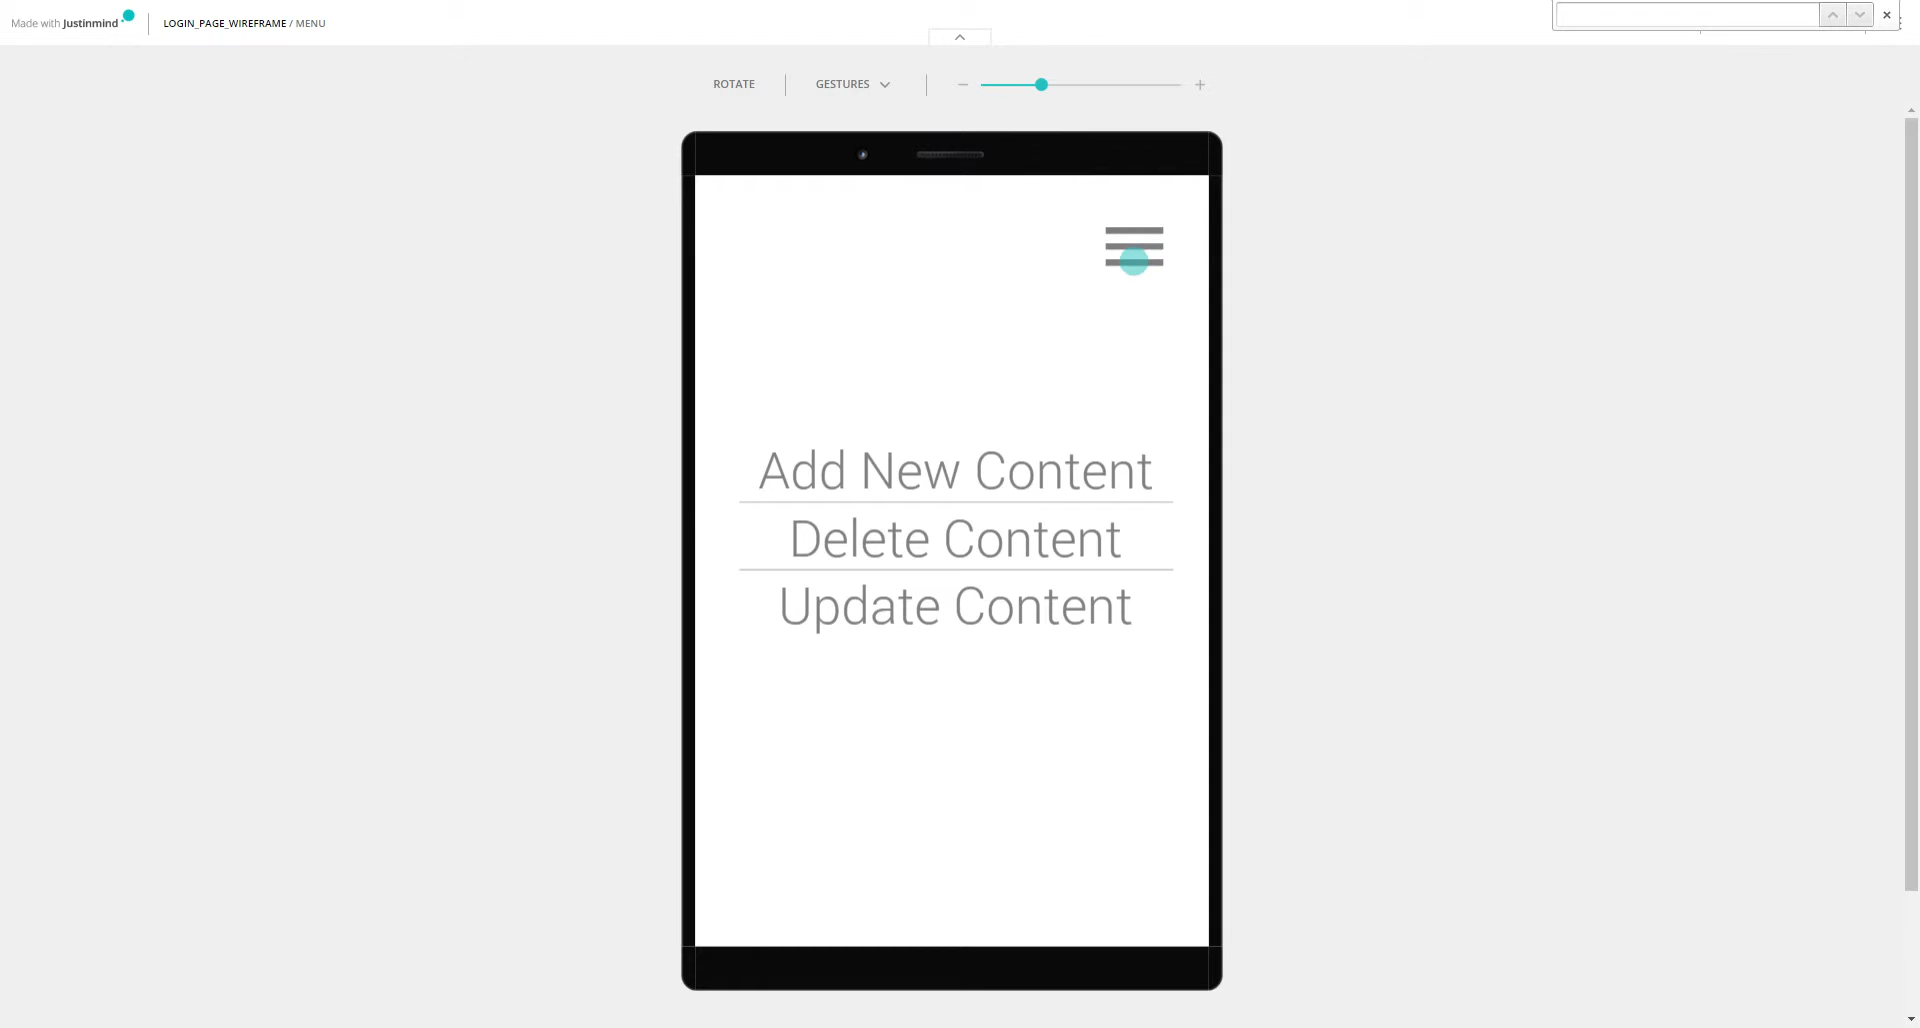 Made with Justinmind
LOGIN_PAGE_WIREFRAME / MENU
ROTATE
GESTURES
Add New Content
Delete Content
Update Content